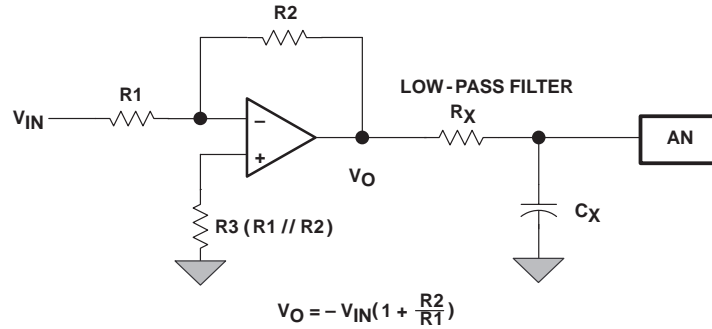 R2
LOW-PASS FILTER
R1
RX
VIN
−
+
AN
VO
R3 (R1 // R2)
CX
VO = − VIN(1 + R2/R1)